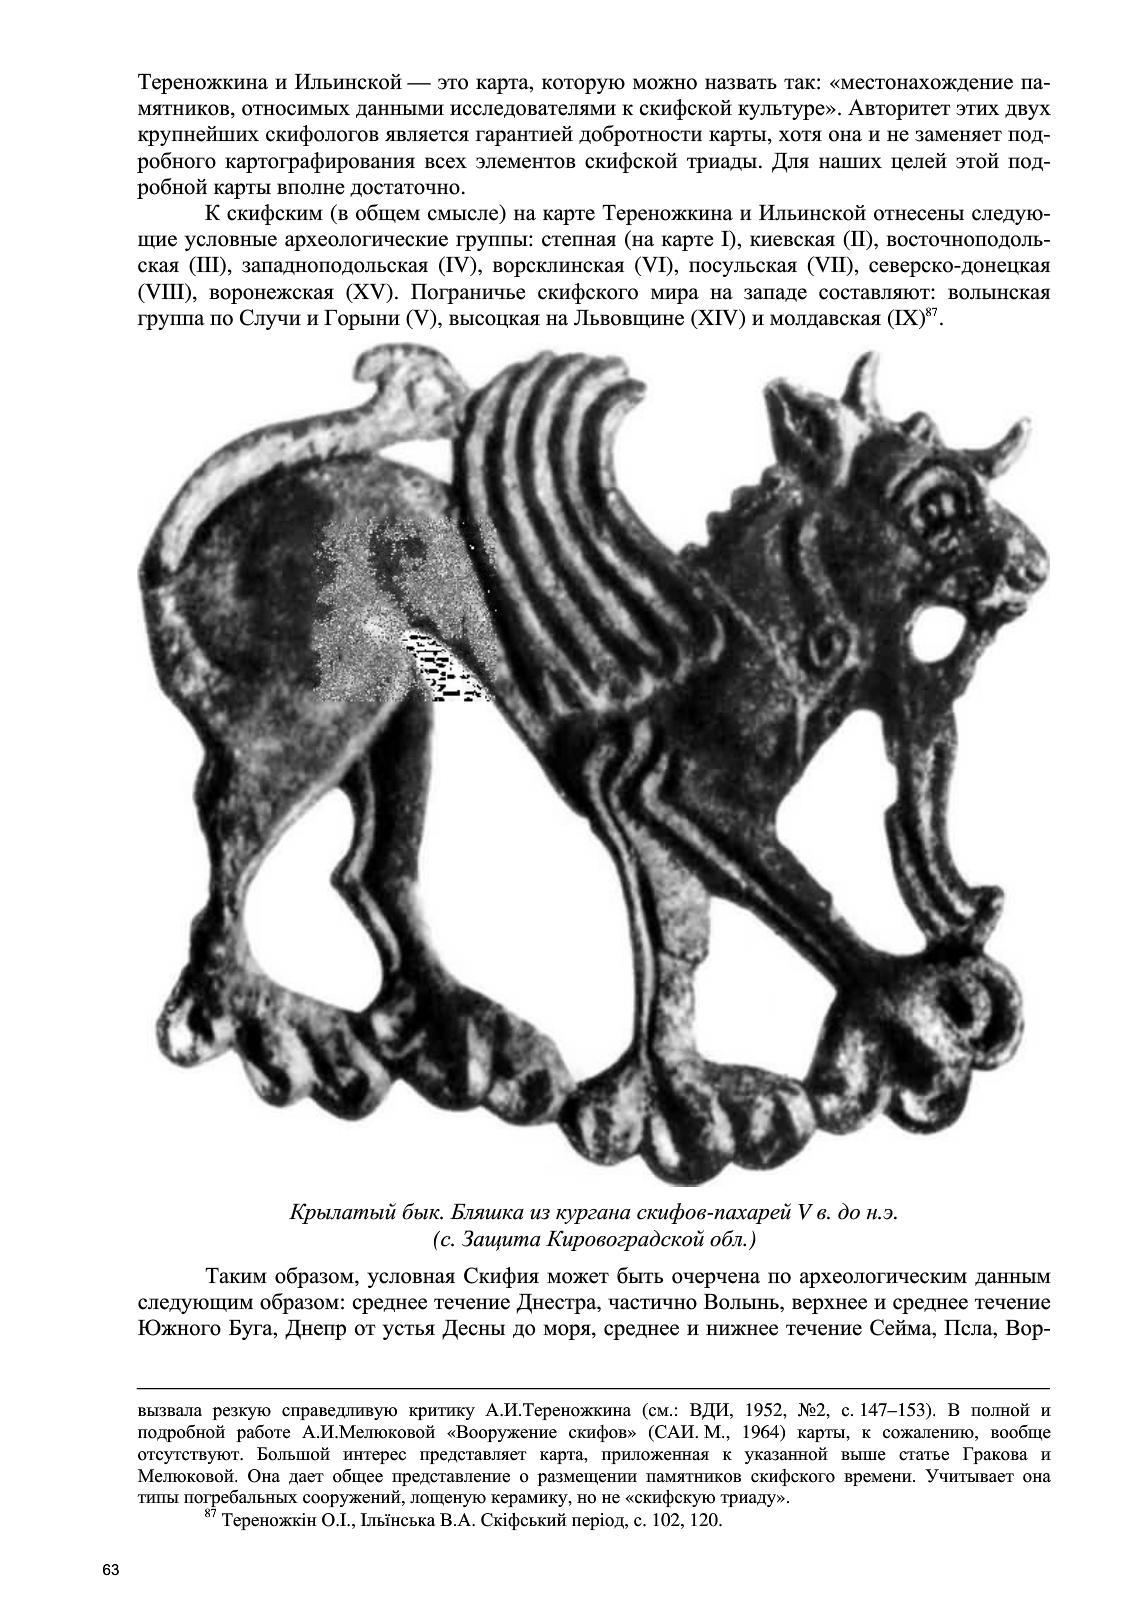 Тереножкина и Ильинской — это карта, которую можно назвать так: «местонахождение па-
мятников, относимых данными исследователями к скифской культуре». Авторитет этих двух
крупнейших скифологов является гарантией добротности карты, хотя она и не заменяет под-
робного картографирования всех элементов скифской триады. Для наших целей этой под-
робной карты вполне достаточно.
К скифским (в общем смысле) на карте Тереножкина и Ильинской отнесены следую-
щие условные археологические группы: степная (на карте I), киевская (II), восточноподоль-
ская (III), западноподольская (IV), ворсклинская (VI), посульская (VII), северско-донецкая
(VIII), воронежская (XV). Пограничье скифского мира на западе составляют: волынская
группа по Случи и Горыни (V), высоцкая на Львовщине (XIV) и молдавская (IX)87.
Крылатый бык. Бляшка из кургана скифов-пахарей V в. до н.э.
(с. Защита Кировоградской обл.)
Таким образом, условная Скифия может быть очерчена по археологическим данным
следующим образом: среднее течение Днестра, частично Волынь, верхнее и среднее течение
Южного Буга, Днепр от устья Десны до моря, среднее и нижнее течение Сейма, Псла, Вор-
вызвала резкую справедливую критику А.И.Тереножкина (см.: ВДИ, 1952, №2, с. 147–153). В полной и
подробной работе А.И.Мелюковой «Вооружение скифов» (САИ. М., 1964) карты, к сожалению, вообще
отсутствуют. Большой интерес представляет карта, приложенная к указанной выше статье Гракова и
Мелюковой. Она дает общее представление о размещении памятников скифского времени. Учитывает она
типы погребальных сооружений, лощеную керамику, но не «скифскую триаду».
87 Тереножкін О.І., Ільїнська В.А. Скіфський період, с. 102, 120.
63